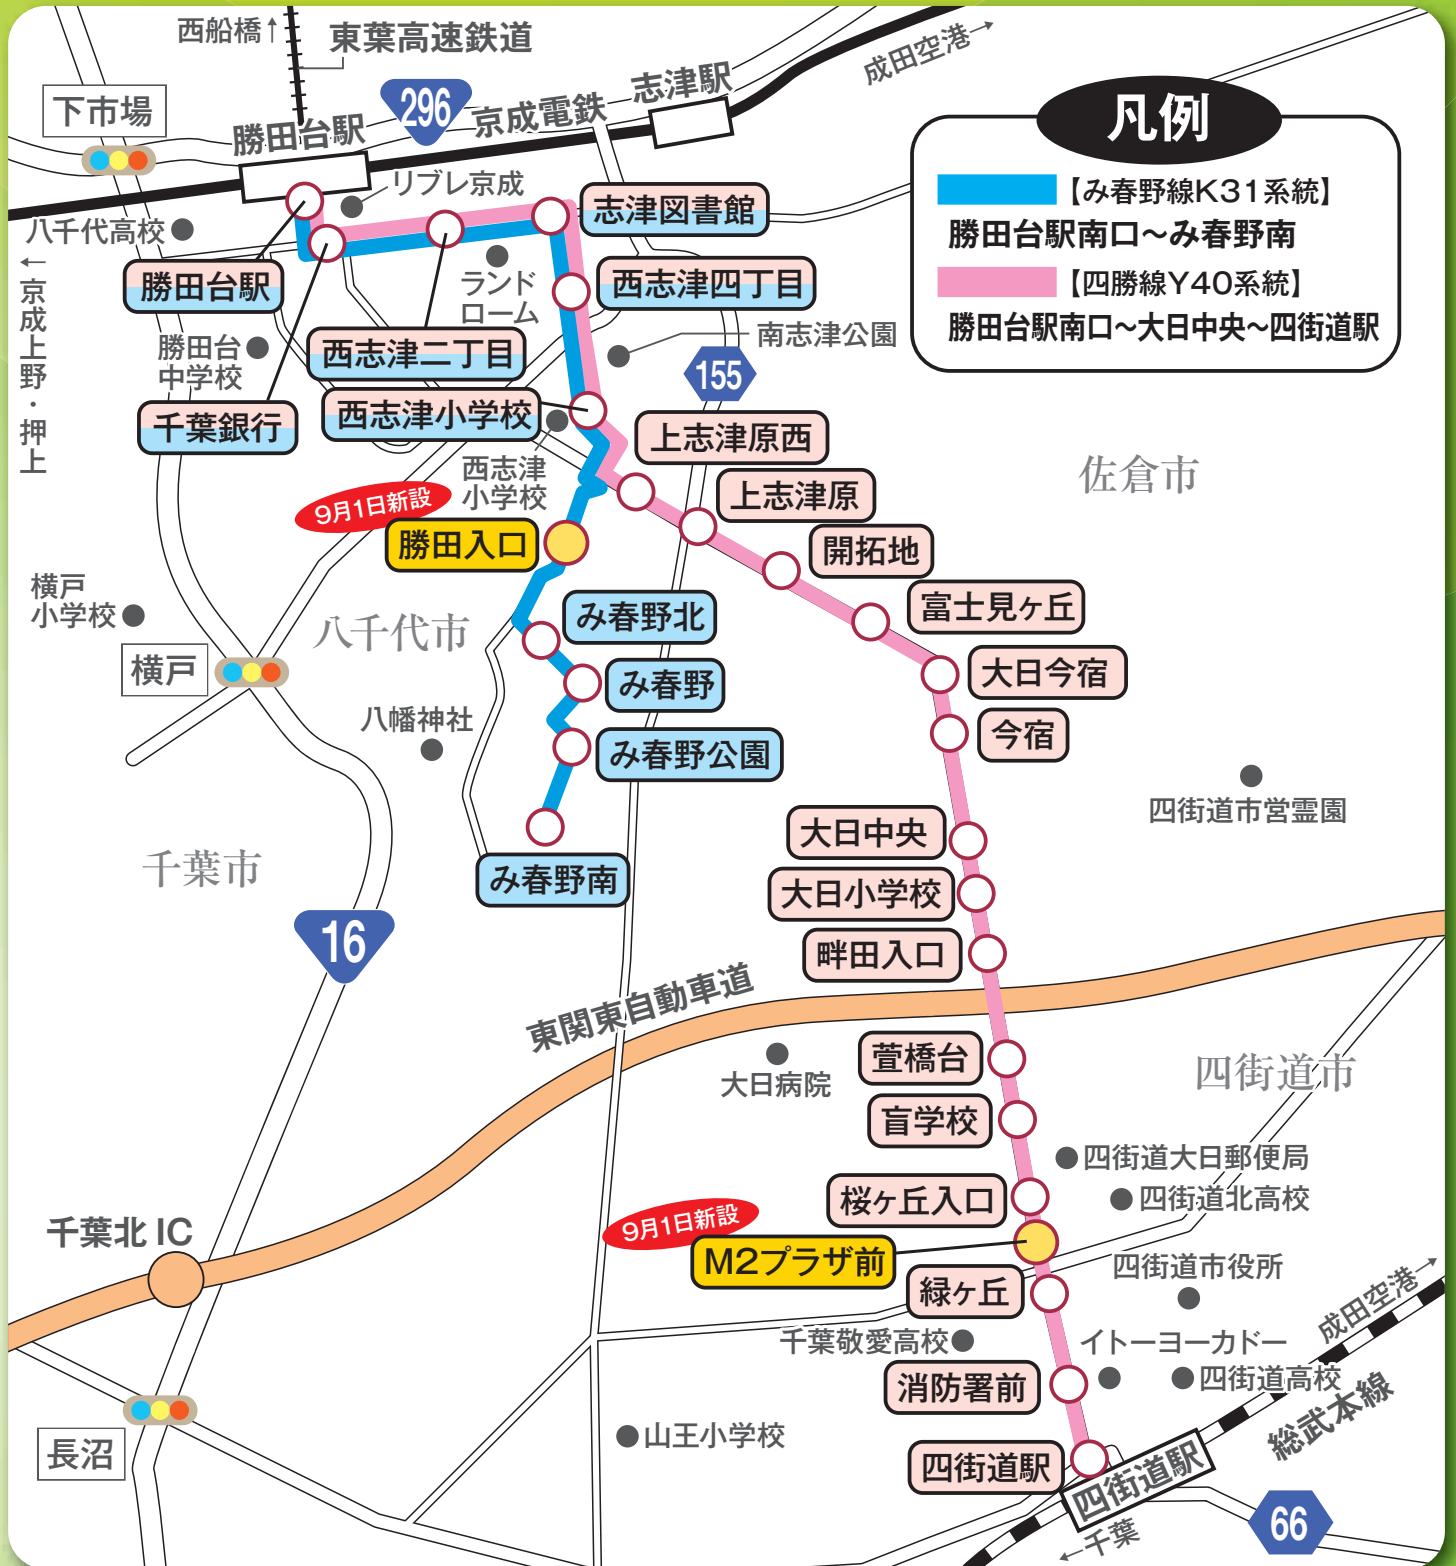 西船橋↑
東葉高速鉄道
成田空港→
下市場
296
勝田台駅
京成電鉄
志津駅
凡例
【み春野線K31系統】
勝田台駅南口〜み春野南
【四勝線Y40系統】
勝田台駅南口〜大日中央〜四街道駅
リブレ京成
八千代高校
志津図書館
←京成上野・押上
勝田台駅
ランド
ローム
西志津四丁目
勝田台
中学校
西志津二丁目
南志津公園
155
千葉銀行
西志津小学校
上志津原西
西志津
小学校
佐倉市
9月1日新設
上志津原
勝田入口
開拓地
横戸
小学校
八千代市
み春野北
富士見ヶ丘
横戸
み春野
大日今宿
八幡神社
み春野公園
今宿
四街道市営霊園
千葉市
大日中央
み春野南
大日小学校
16
畔田入口
東関東自動車道
萱橋台
大日病院
四街道市
盲学校
四街道大日郵便局
桜ヶ丘入口
四街道北高校
千葉北 IC
9月1日新設
M2プラザ前
四街道市役所
緑ヶ丘
成田空港→
千葉敬愛高校
イトーヨーカドー
消防署前
四街道高校
総武本線
長沼
山王小学校
四街道駅
四街道駅
66
←千葉